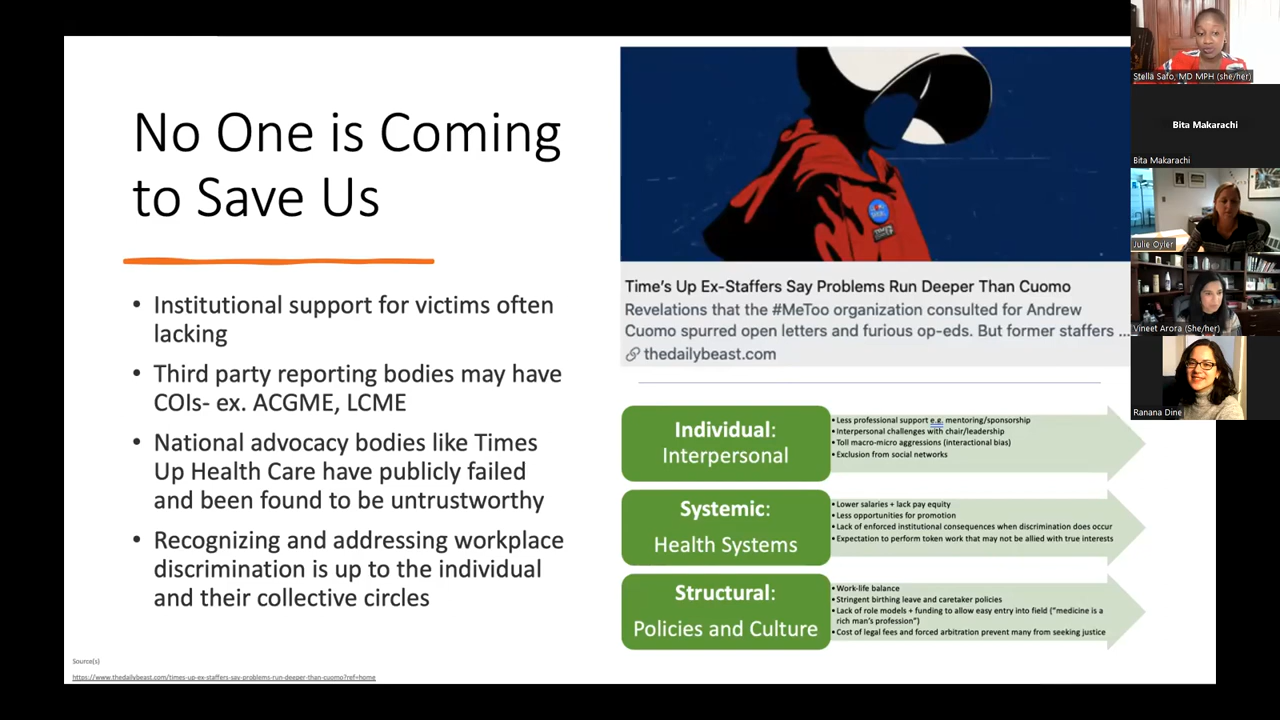 No One is Coming
to Save Us
• Institutional support for victims often
lacking
• Third party reporting bodies may have
COIs- ex. ACGME, LCME
• National advocacy bodies like Times
Up Health Care have publicly failed
and been found to be untrustworthy
• Recognizing and addressing workplace
discrimination is up to the individual
and their collective circles
Source(s)
https://www.thedailybeast.com/times-up-ex-staffers-say-problems-run-deeper-than-cuomo?ref=home
Time's Up Ex-Staffers Say Problems Run Deeper Than Cuomo
Revelations that the #MeToo organization consulted for Andrew
Cuomo spurred open letters and furious op-eds. But former staffers ...
thedailybeast.com
Individual:
Interpersonal
• Less professional support e.g. mentoring/sponsorship
• Interpersonal challenges with chair/leadership
• Toll macro-micro aggressions (interactional bias)
• Exclusion from social networks
Systemic:
Health Systems
• Lower salaries + lack pay equity
• Less opportunities for promotion
• Lack of enforced institutional consequences when discrimination does occur
• Expectation to perform token work that may not be allied with true interests
Structural:
Policies and Culture
• Work-life balance
• Stringent birthing leave and caretaker policies
• Lack of role models + funding to allow easy entry into field ("medicine is a
rich man's profession")
• Cost of legal fees and forced arbitration prevent many from seeking justice
Stella Safo, MD MPH (she/her)
Bita Makarachi
Bita Makarachi
Julie Oyler
Vineet Arora (She/her)
Ranana Dine